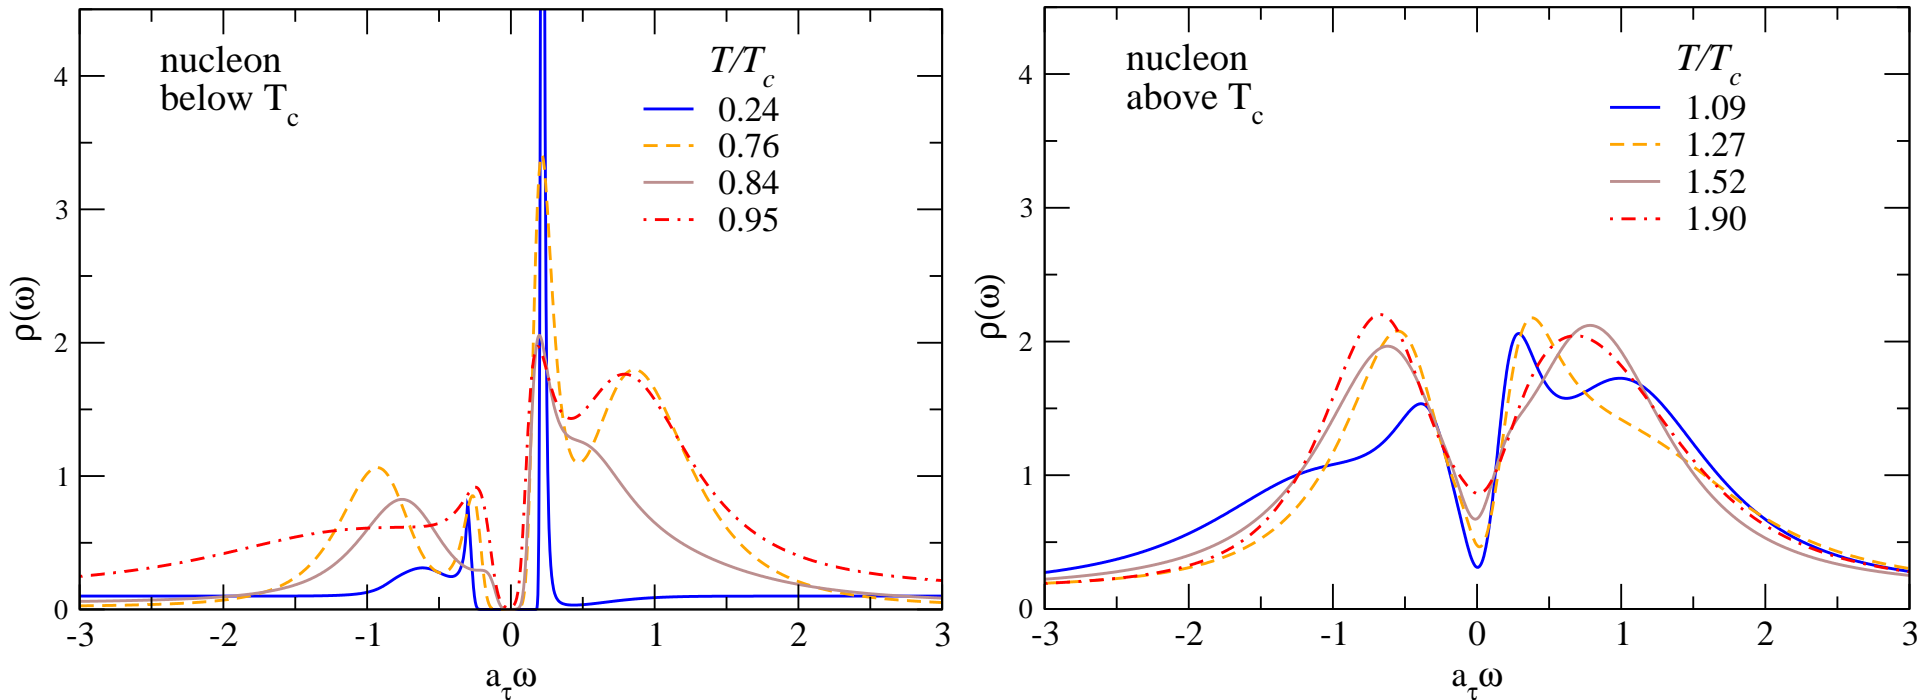 nucleon
below T_c
T/T_c
0.24
0.76
0.84
0.95
ρ(ω)
4
3
2
1
0
-3 -2 -1 0 1 2 3
a_τω
nucleon
above T_c
T/T_c
1.09
1.27
1.52
1.90
ρ(ω)
4
3
2
1
0
-3 -2 -1 0 1 2 3
a_τω